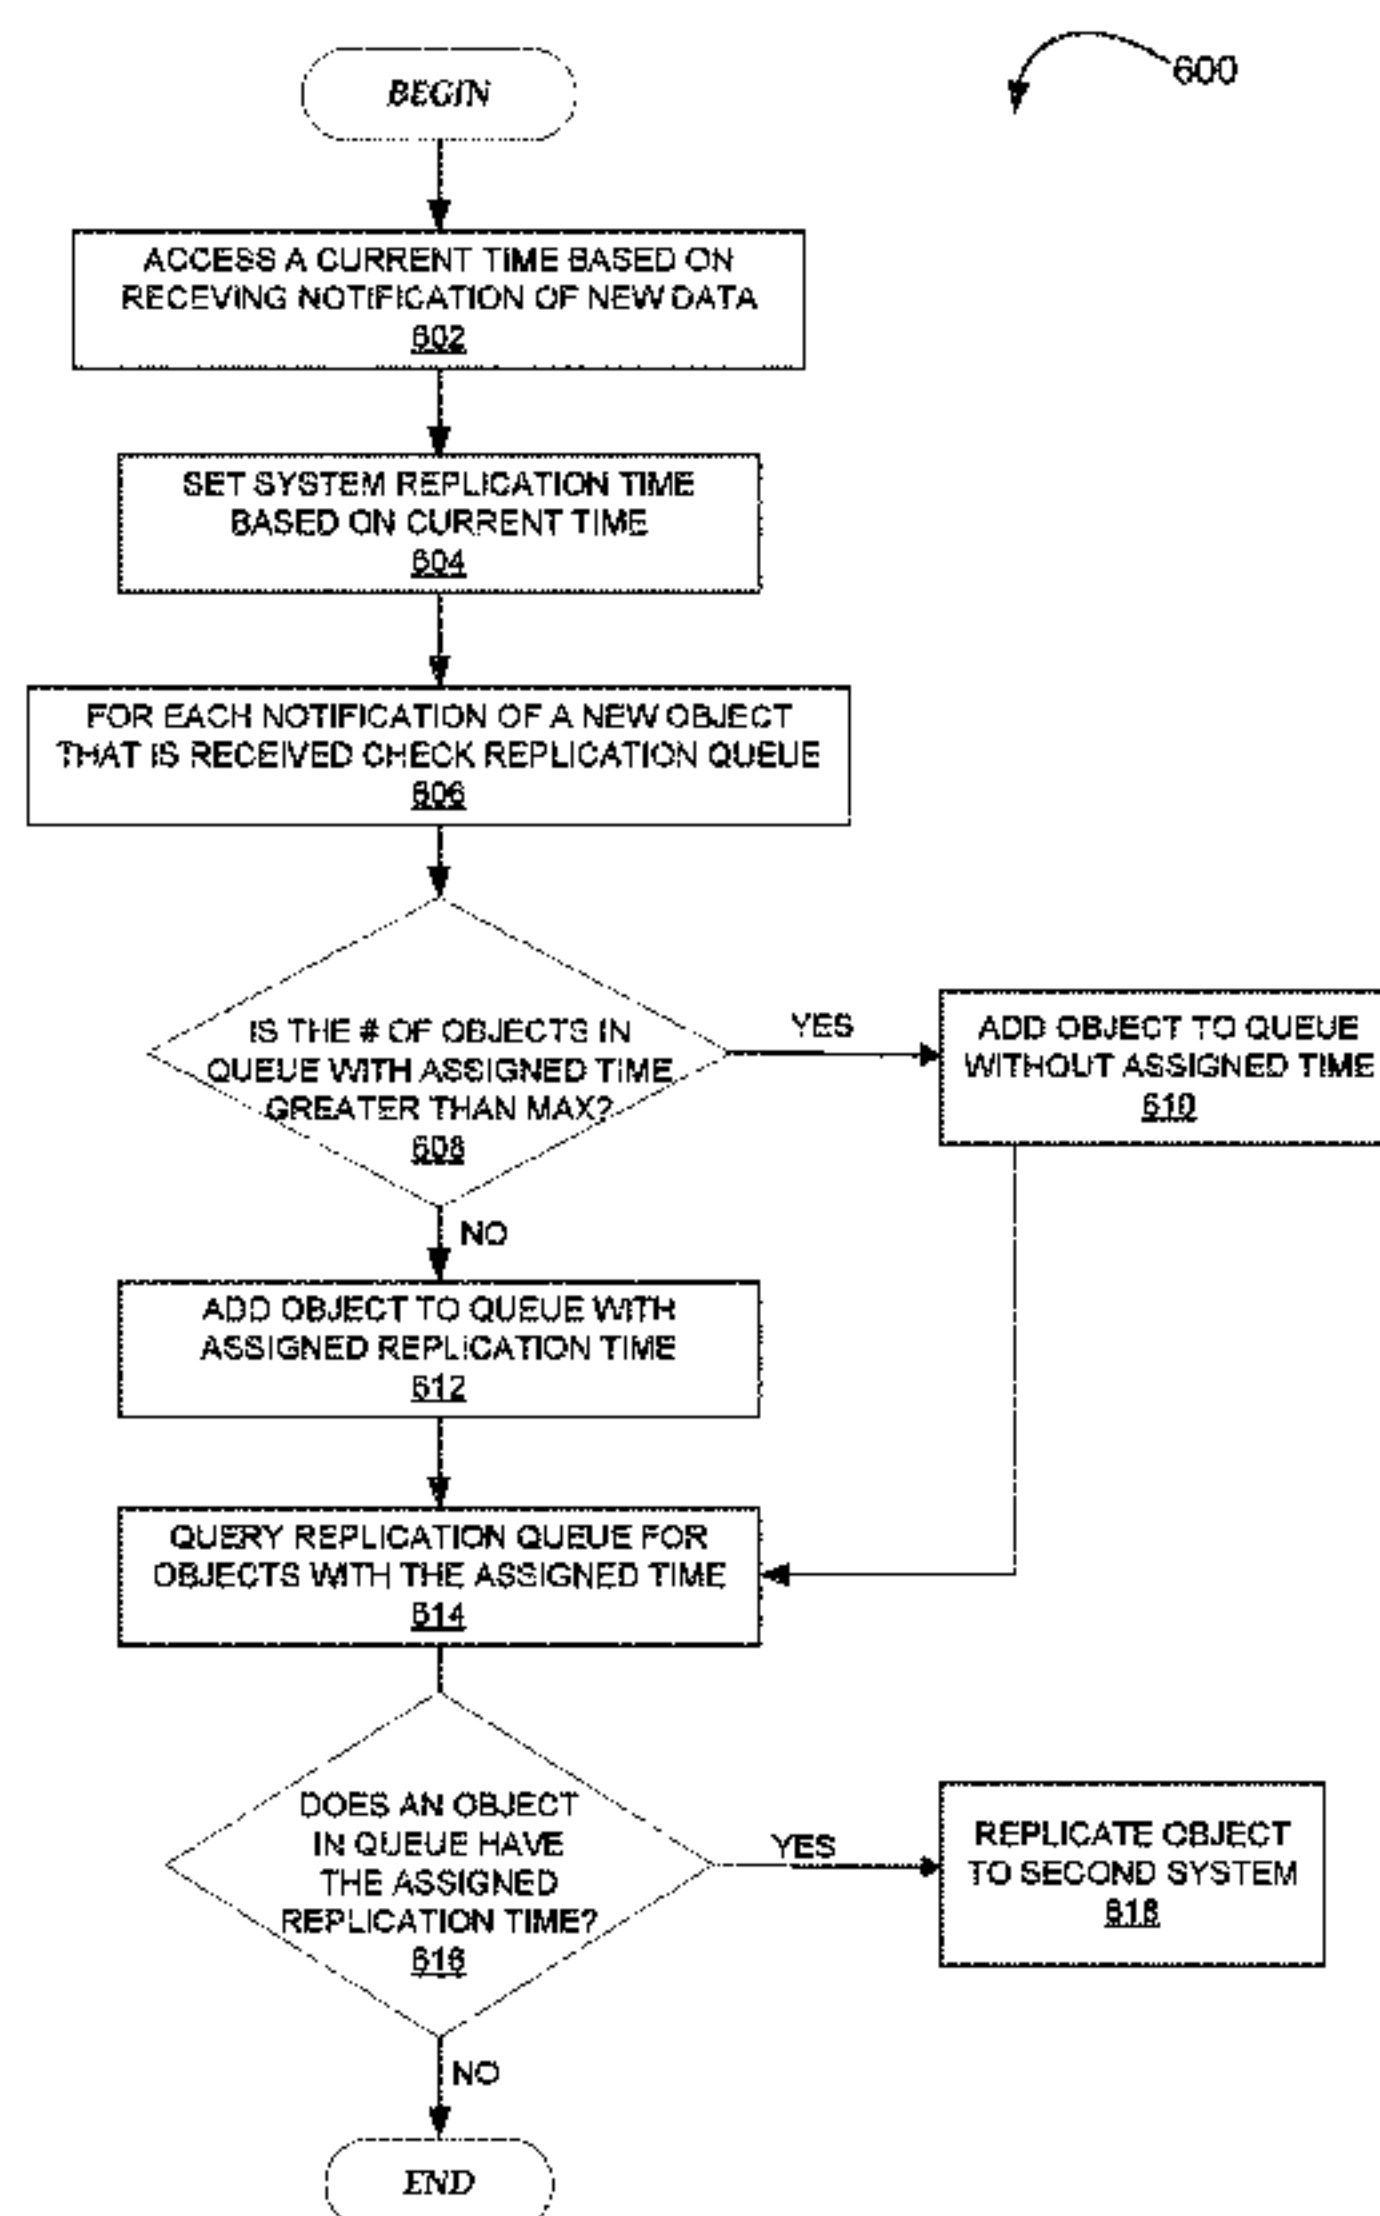 BEGIN
600
ACCESS A CURRENT TIME BASED ON
RECEVING NOTIFICATION OF NEW DATA
602
SET SYSTEM REPLICATION TIME
BASED ON CURRENT TIME
604
FOR EACH NOTIFICATION OF A NEW OBJECT
THAT IS RECEIVED CHECK REPLICATION QUEUE
606
IS THE # OF OBJECTS IN
QUEUE WITH ASSIGNED TIME
GREATER THAN MAX?
608
YES
ADD OBJECT TO QUEUE
WITHOUT ASSIGNED TIME
610
NO
ADD OBJECT TO QUEUE WITH
ASSIGNED REPLICATION TIME
612
QUERY REPLICATION QUEUE FOR
OBJECTS WITH THE ASSIGNED TIME
614
DOES AN OBJECT
IN QUEUE HAVE
THE ASSIGNED
REPLICATION TIME?
616
YES
REPLICATE OBJECT
TO SECOND SYSTEM
618
NO
END